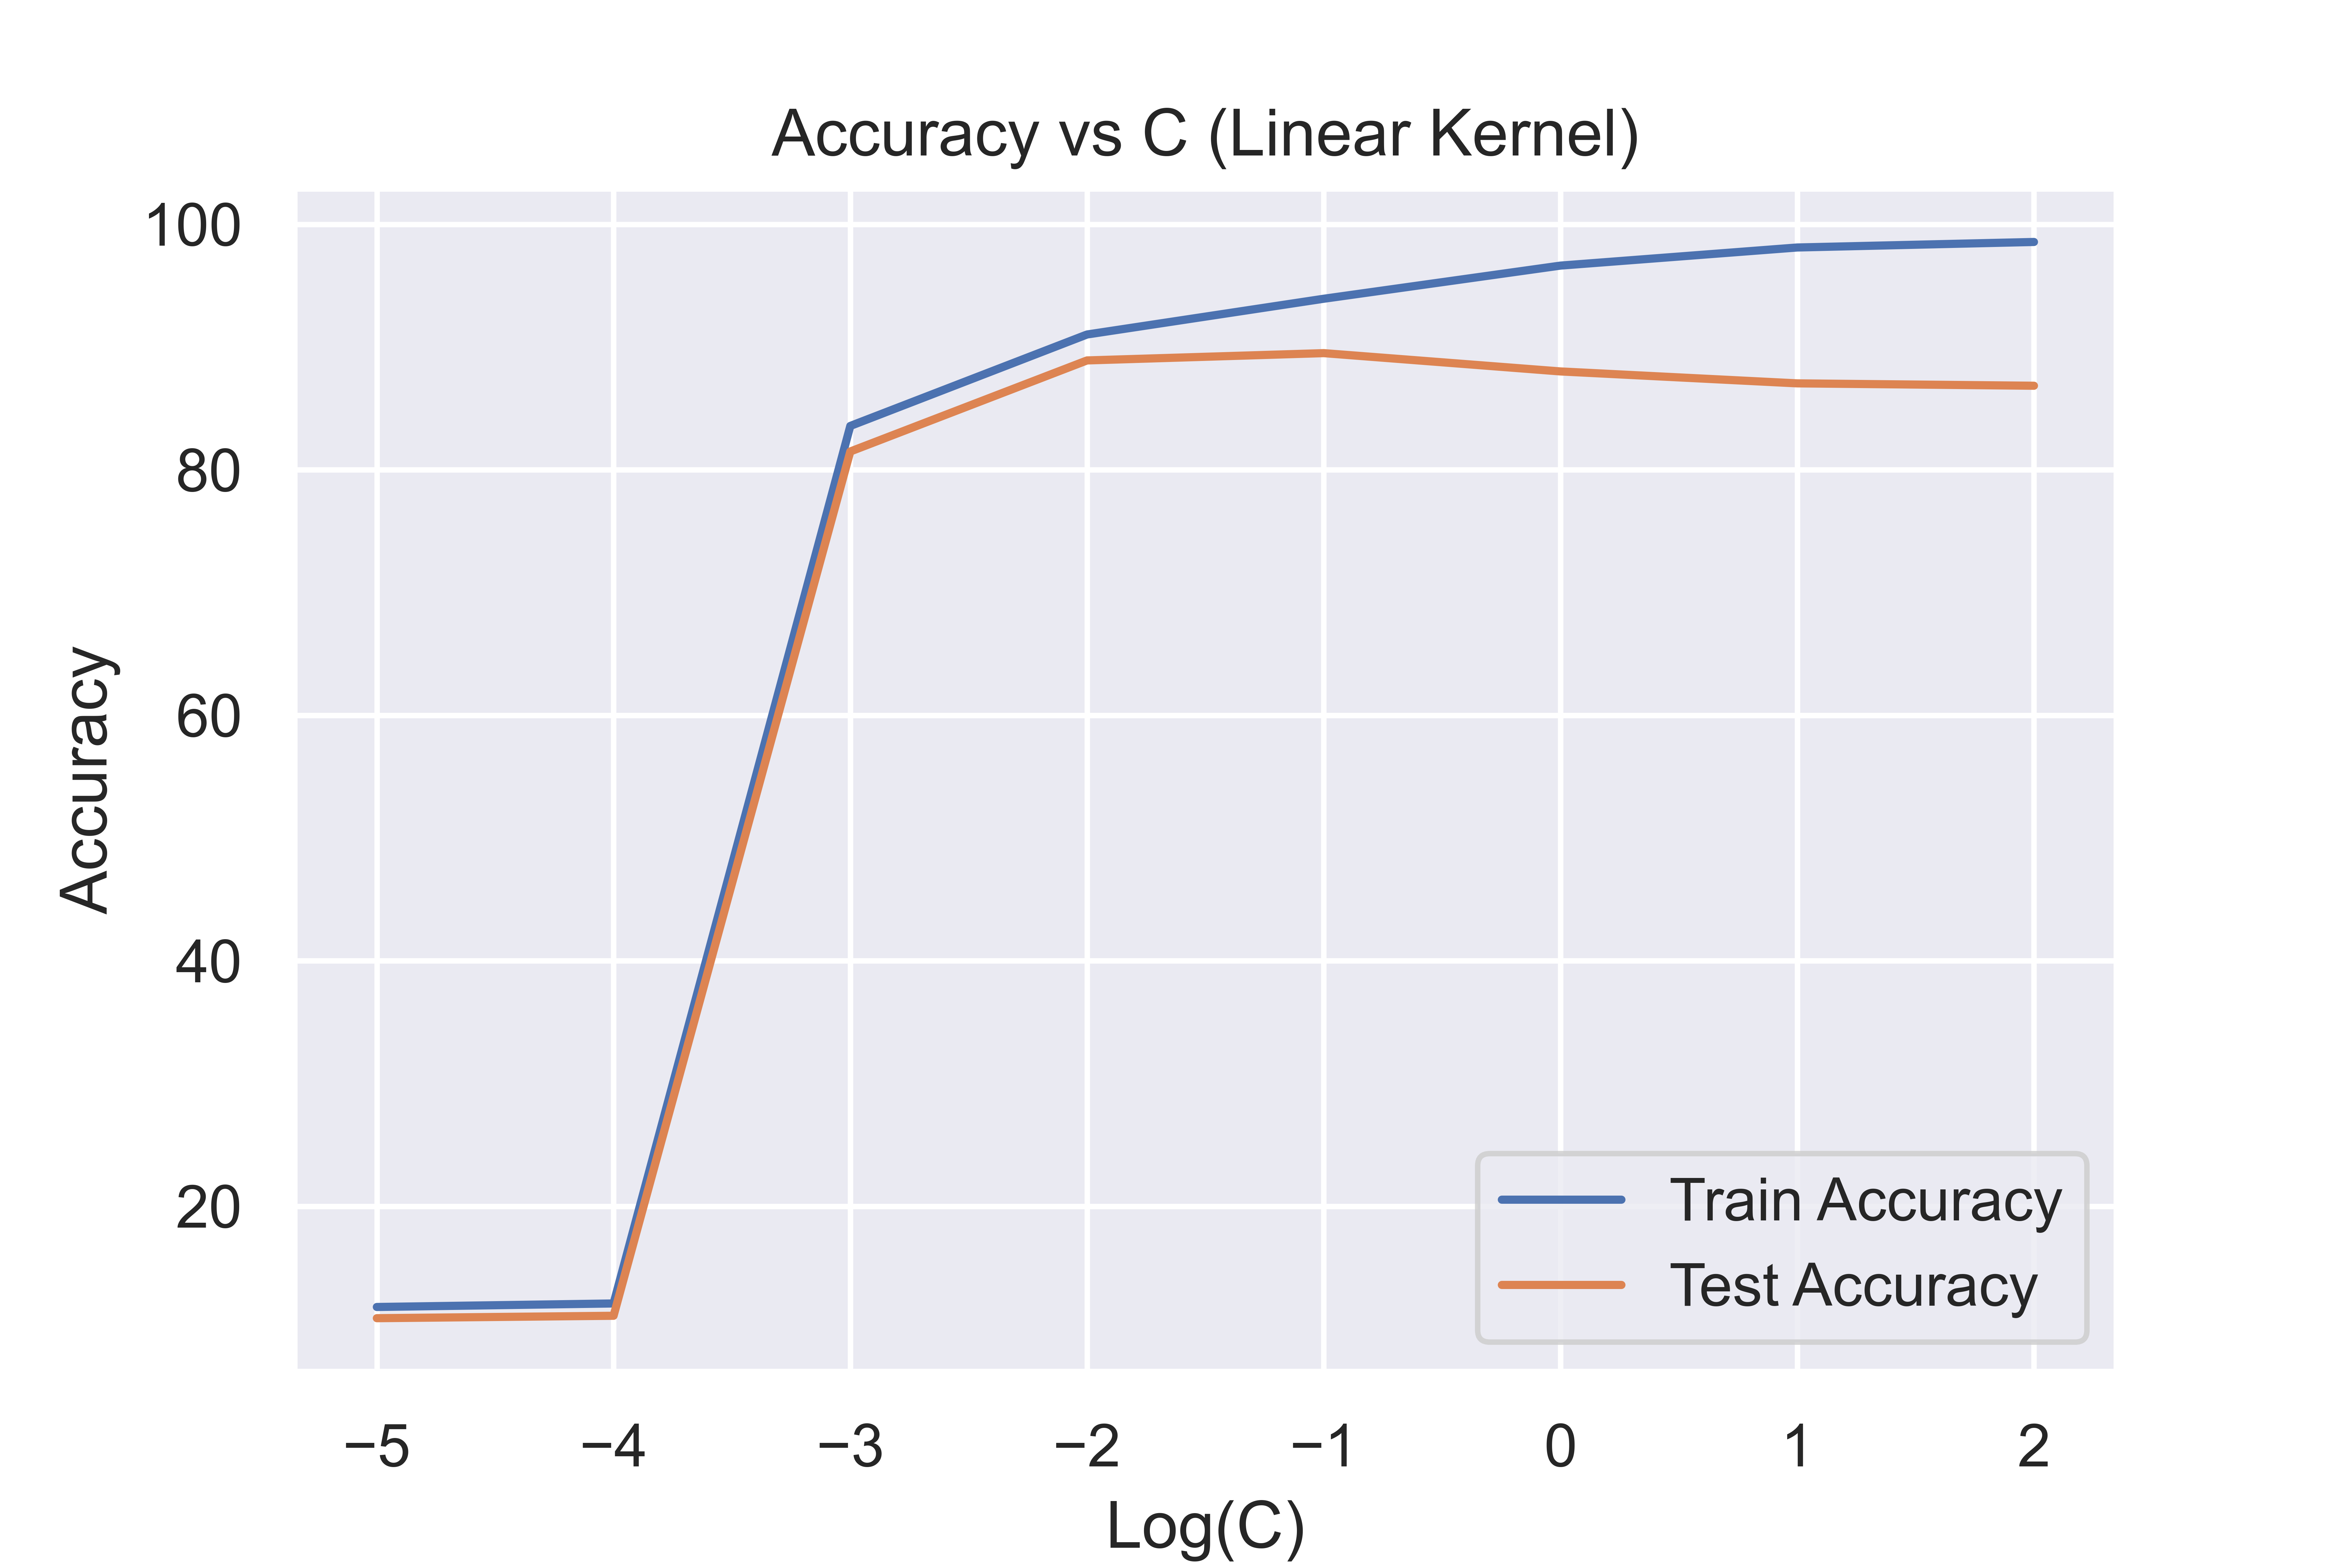 Accuracy vs C (Linear Kernel)
100
80
60
40
20
Accuracy
Train Accuracy
Test Accuracy
−5 −4 −3 −2 −1 0 1 2
Log(C)